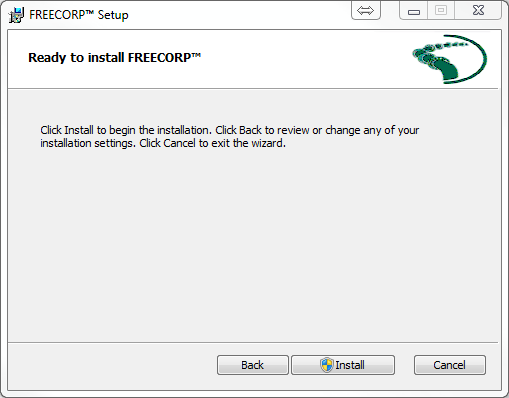 FREECORP™ Setup
Ready to install FREECORP™
Click Install to begin the installation. Click Back to review or change any of your
installation settings. Click Cancel to exit the wizard.
Back
Install
Cancel